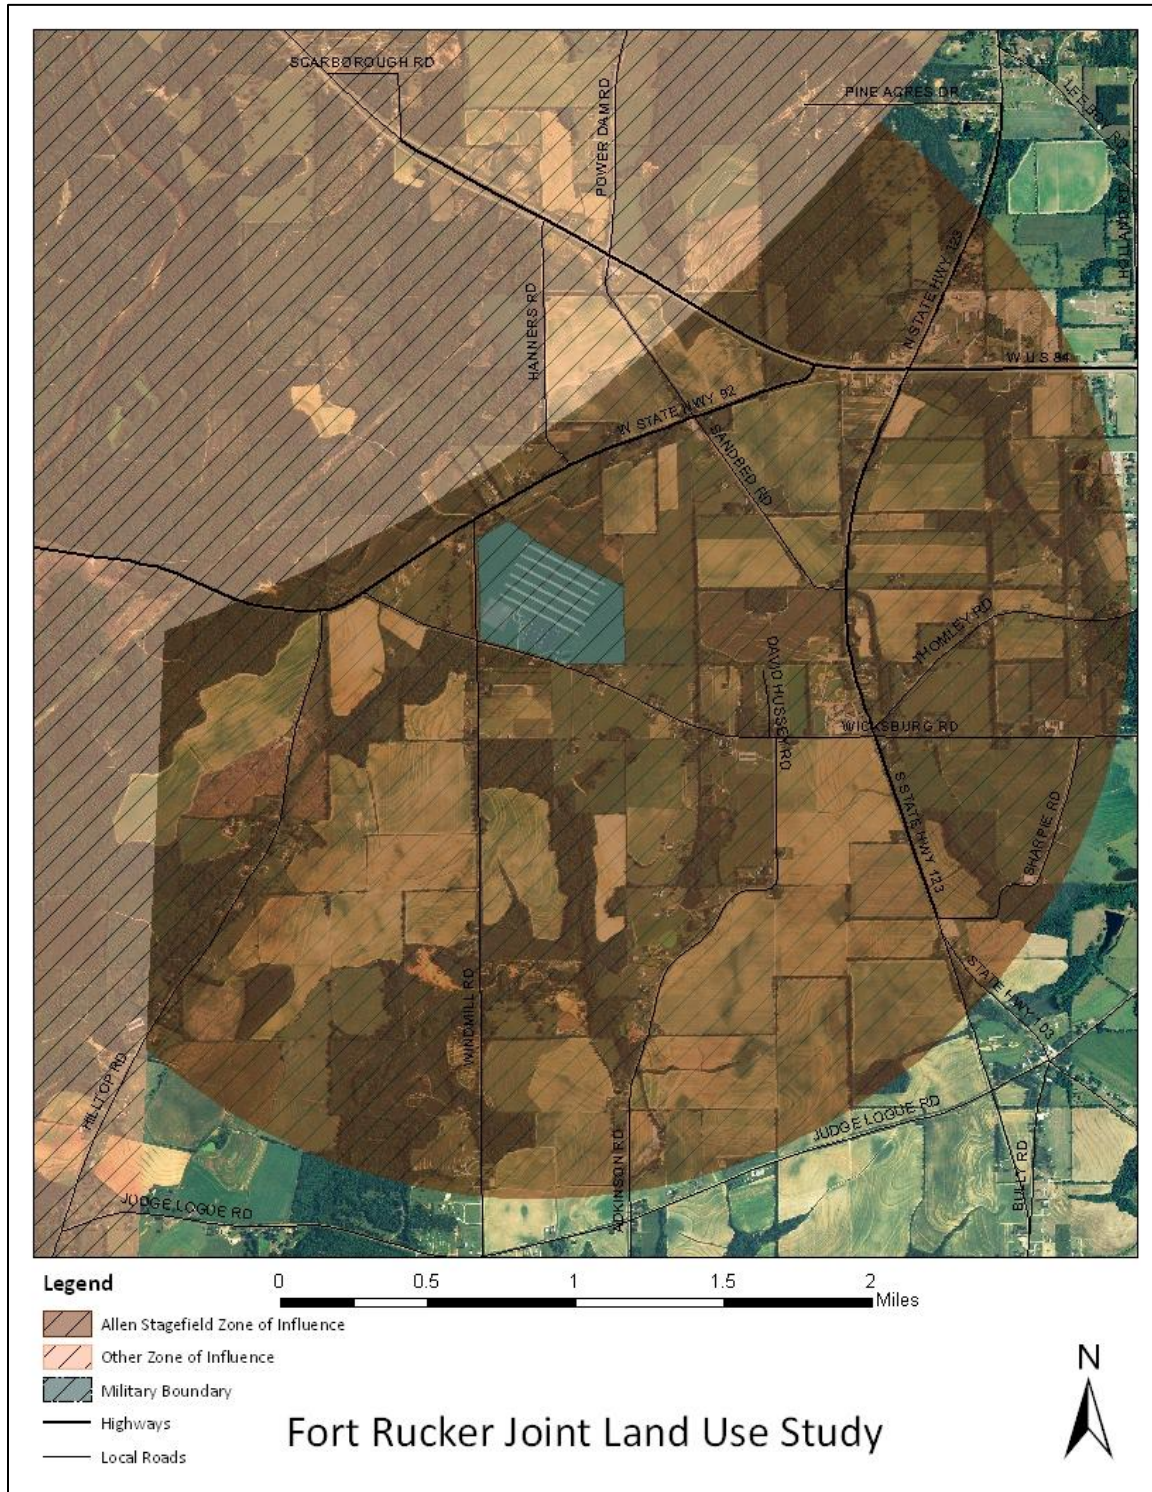 SCARBOROUGH RD
POWER DAM RD
PINE ACRES DR
HOLLAND RD
N STATE HWY 123
HANNERS RD
W U S 84
W STATE HWY 92
SANDBED RD
THOMLEY RD
DAVID HUSSEY RD
WICKSBURG RD
S STATE HWY 123
SHARPIE RD
WINDMILL RD
STATE HWY 103
HILLTOP RD
JUDGE LOGUE RD
ADKINSON RD
BULLY RD
JUDGE LOGUE RD
Legend
0 0.5 1 1.5 2
Miles
Allen Stagefield Zone of Influence
Other Zone of Influence
Military Boundary
Highways
Local Roads
N
Fort Rucker Joint Land Use Study